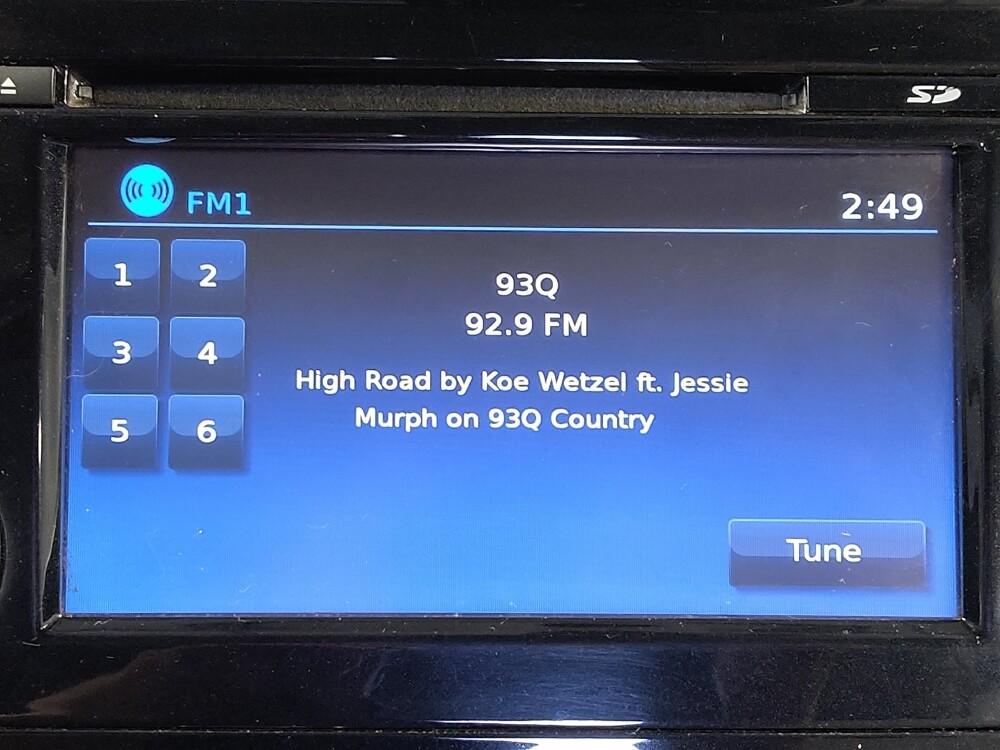 SD
FM1
2:49
1
2
93Q
92.9 FM
3
4
High Road by Koe Wetzel ft. Jessie
Murph on 93Q Country
5
6
Tune